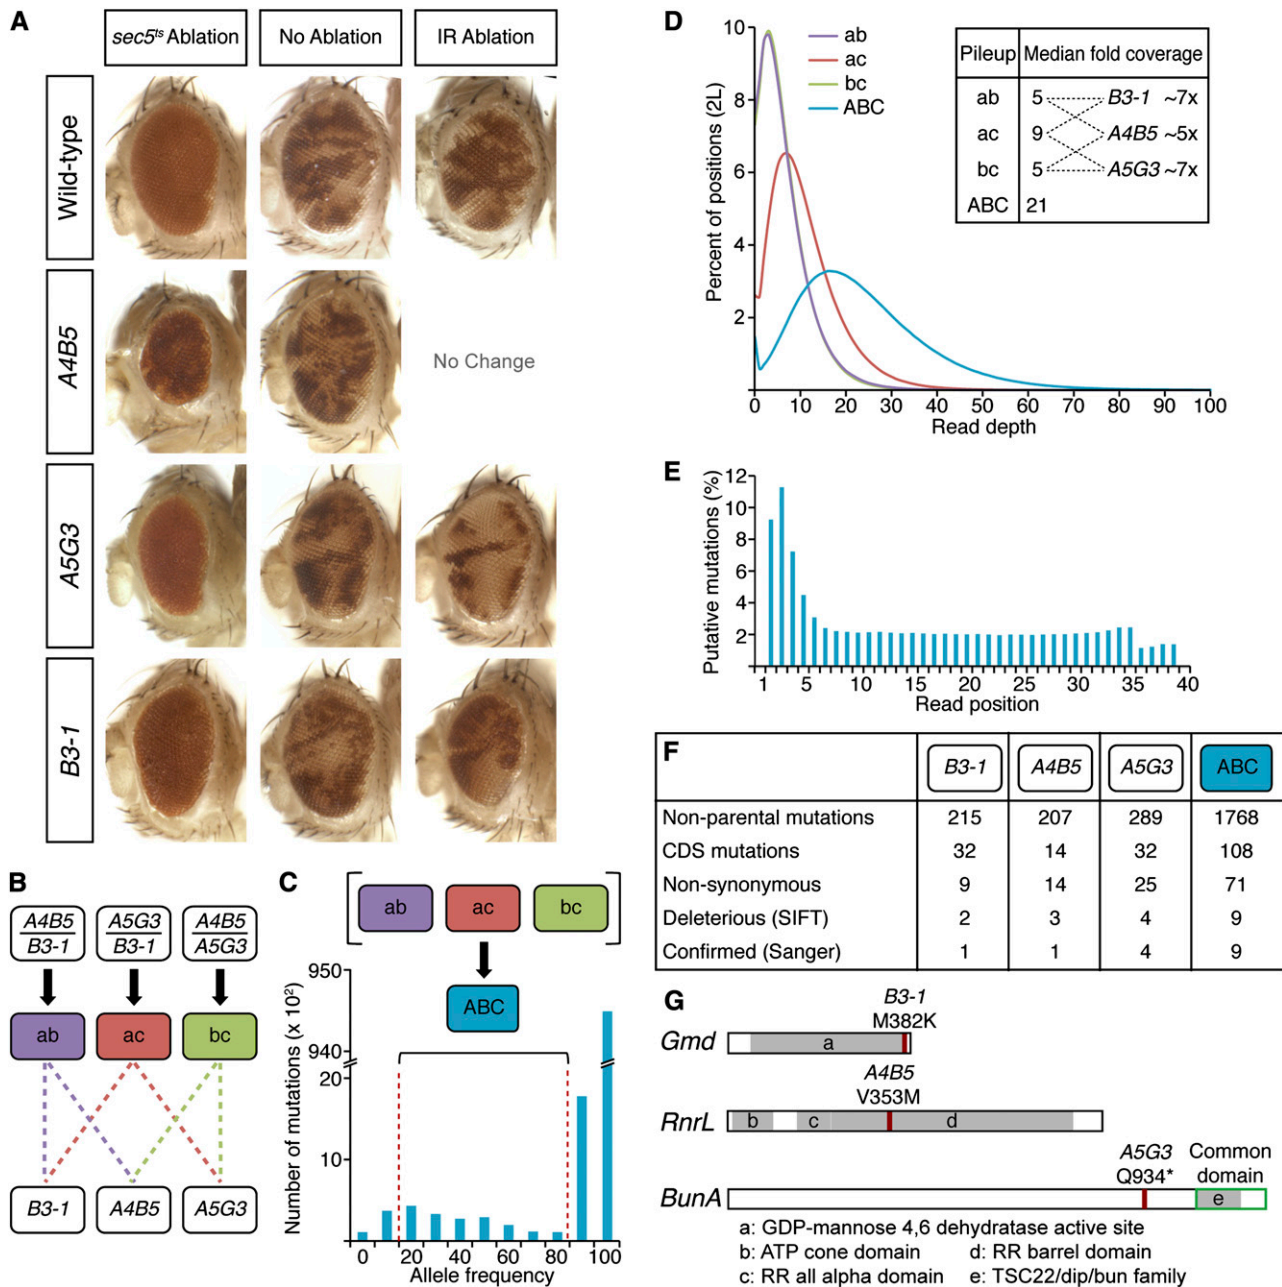 A
sec5ts Ablation
No Ablation
IR Ablation
Wild-type
A4B5
No Change
A5G3
B3-1
B
A4B5
B3-1
A5G3
B3-1
A4B5
A5G3
ab
ac
bc
B3-1
A4B5
A5G3
C
ab
ac
bc
ABC
Number of mutations (x 10²)
950
940
20
10
0
20
40
60
80
100
Allele frequency
D
Percent of positions (2L)
10
8
6
4
2
ab
ac
bc
ABC
0
10
20
30
40
50
60
70
80
90
100
Read depth
Pileup
Median fold coverage
ab 5 B3-1 ~7x
ac 9 A4B5 ~5x
bc 5 A5G3 ~7x
ABC 21
E
Putative mutations (%)
12
10
8
6
4
2
1
5
10
15
20
25
30
35
40
Read position
F
B3-1 A4B5 A5G3 ABC
Non-parental mutations 215 207 289 1768
CDS mutations 32 14 32 108
Non-synonymous 9 14 25 71
Deleterious (SIFT) 2 3 4 9
Confirmed (Sanger) 1 1 4 9
G
B3-1
M382K
Gmd
a
A4B5
V353M
RnrL
b
c
d
A5G3
Q934*
Common
domain
BunA
e
a: GDP-mannose 4,6 dehydratase active site
b: ATP cone domain
d: RR barrel domain
c: RR all alpha domain
e: TSC22/dip/bun family